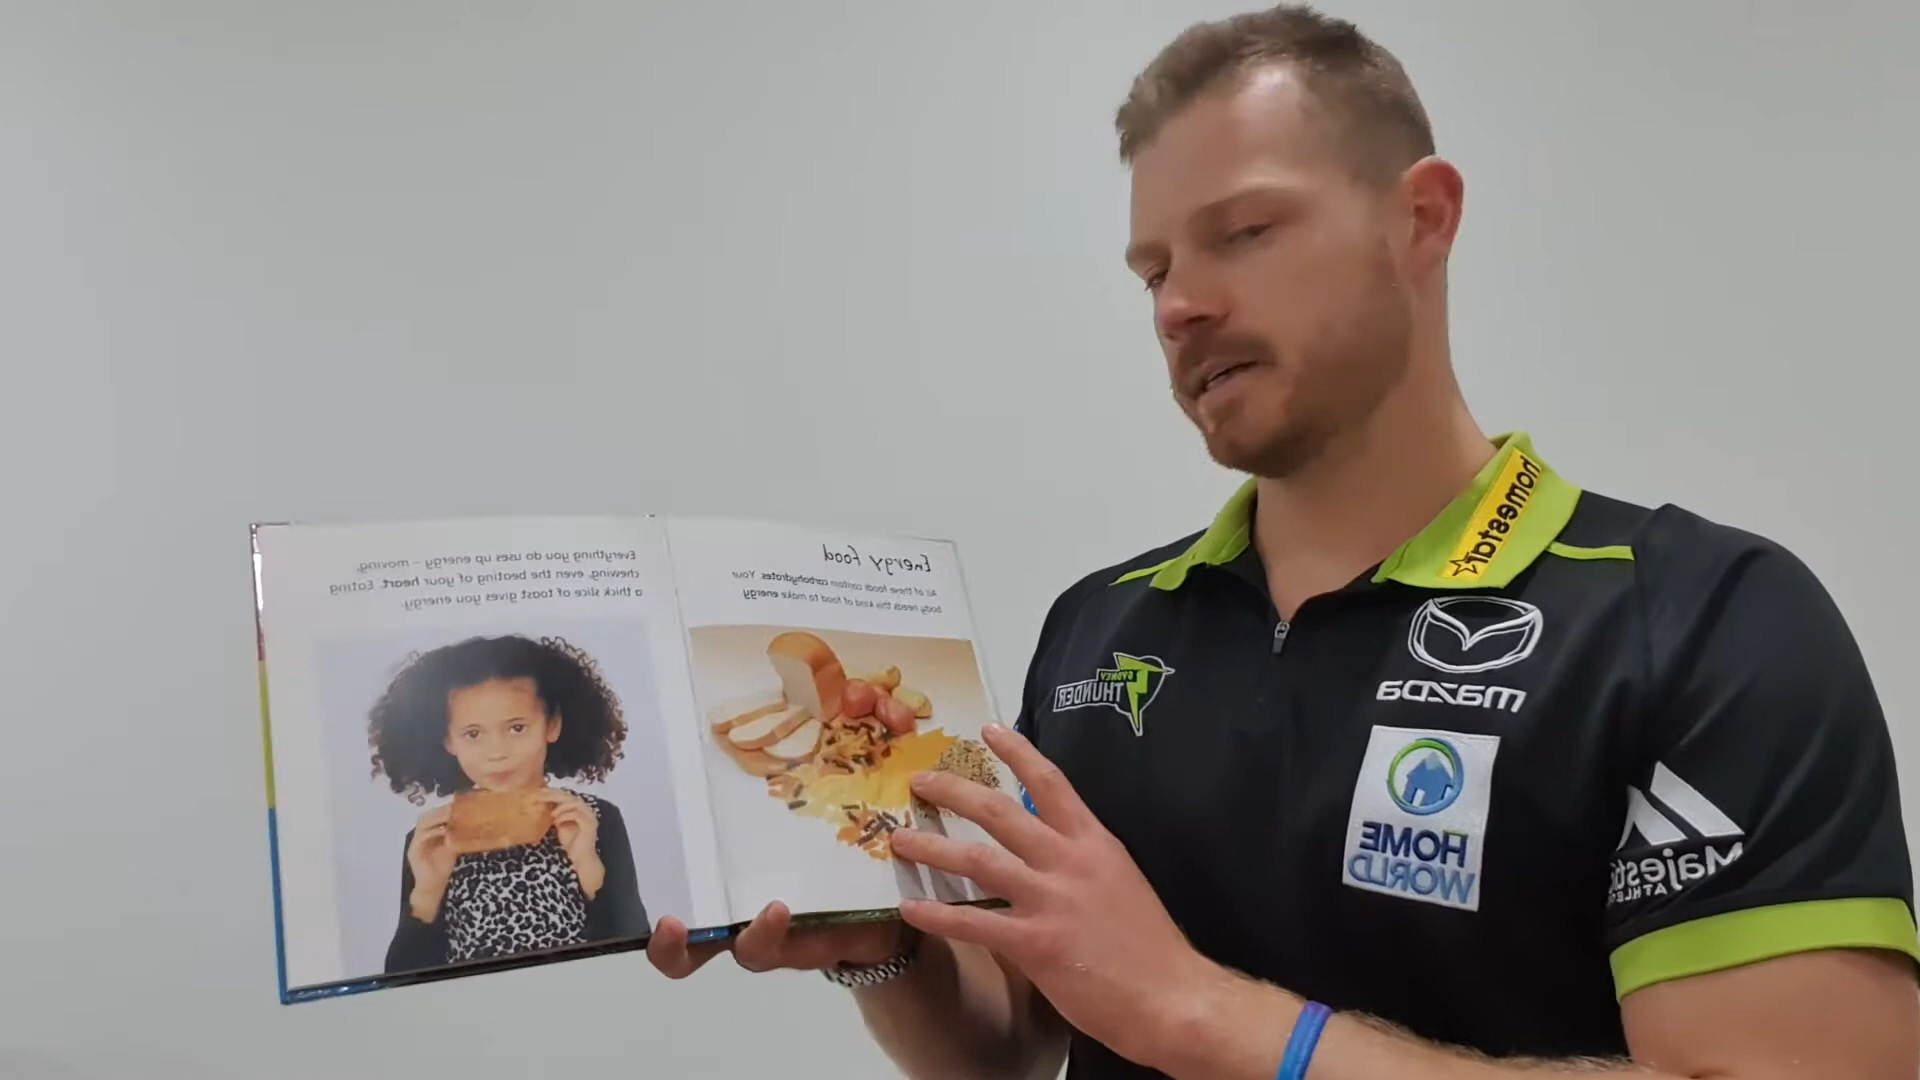 Energy food
All of these foods contain carbohydrates. Your
body needs this kind of food to make energy
Everything you do uses up energy – moving,
chewing, even the beating of your heart. Eating
a thick slice of toast gives you energy.
homestar
SYDNEY
THUNDER
mazda
HOME
WORLD
Majestic